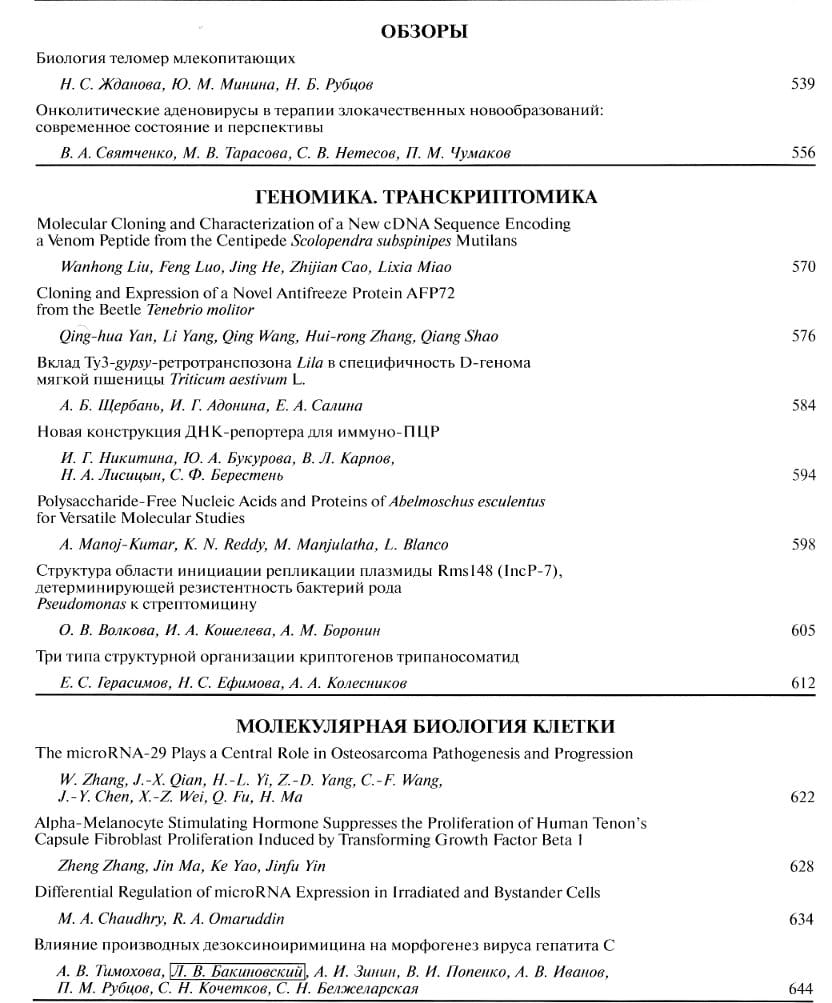 ОБЗОРЫ
Биология теломер млекопитающих
Н. С. Жданова, Ю. М. Минина, Н. Б. Рубцов 539
Онколитические аденовирусы в терапии злокачественных новообразований:
современное состояние и перспективы
В. А. Святченко, М. В. Тарасова, С. В. Нетесов, П. М. Чумаков 556
ГЕНОМИКА. ТРАНСКРИПТОМИКА
Molecular Cloning and Characterization of a New cDNA Sequence Encoding
a Venom Peptide from the Centipede Scolopendra subspinipes Mutilans
Wanhong Liu, Feng Luo, Jing He, Zhijian Cao, Lixia Miao 570
Cloning and Expression of a Novel Antifreeze Protein AFP72
from the Beetle Tenebrio molitor
Qing-hua Yan, Li Yang, Qing Wang, Hui-rong Zhang, Qiang Shao 576
Вклад Ty3-gypsy-ретротранспозона Lila в специфичность D-генома
мягкой пшеницы Triticum aestivum L.
А. Б. Щербань, И. Г. Адонина, Е. А. Салина 584
Новая конструкция ДНК-репортера для иммуно-ПЦР
И. Г. Никитина, Ю. А. Букурова, В. Л. Карпов,
Н. А. Лисицын, С. Ф. Берестень 594
Polysaccharide-Free Nucleic Acids and Proteins of Abelmoschus esculentus
for Versatile Molecular Studies
A. Manoj-Kumar, K. N. Reddy, M. Manjulatha, L. Blanco 598
Структура области инициации репликации плазмиды Rms148 (IncP-7),
детерминирующей резистентность бактерий рода
Pseudomonas к стрептомицину
О. В. Волкова, И. А. Кошелева, А. М. Боронин 605
Три типа структурной организации криптогенов трипаносоматид
Е. С. Герасимов, Н. С. Ефимова, А. А. Колесников 612
МОЛЕКУЛЯРНАЯ БИОЛОГИЯ КЛЕТКИ
The microRNA-29 Plays a Central Role in Osteosarcoma Pathogenesis and Progression
W. Zhang, J.-X. Qian, H.-L. Yi, Z.-D. Yang, C.-F. Wang,
J.-Y. Chen, X.-Z. Wei, Q. Fu, H. Ma 622
Alpha-Melanocyte Stimulating Hormone Suppresses the Proliferation of Human Tenon's
Capsule Fibroblast Proliferation Induced by Transforming Growth Factor Beta 1
Zheng Zhang, Jin Ma, Ke Yao, Jinfu Yin 628
Differential Regulation of microRNA Expression in Irradiated and Bystander Cells
M. A. Chaudhry, R. A. Omaruddin 634
Влияние производных дезоксиноиримицина на морфогенез вируса гепатита С
А. В. Тимохова, Л. В. Бакиновский, А. И. Зинин, В. И. Попенко, А. В. Иванов,
П. М. Рубцов, С. Н. Кочетков, С. Н. Белжеларская 644